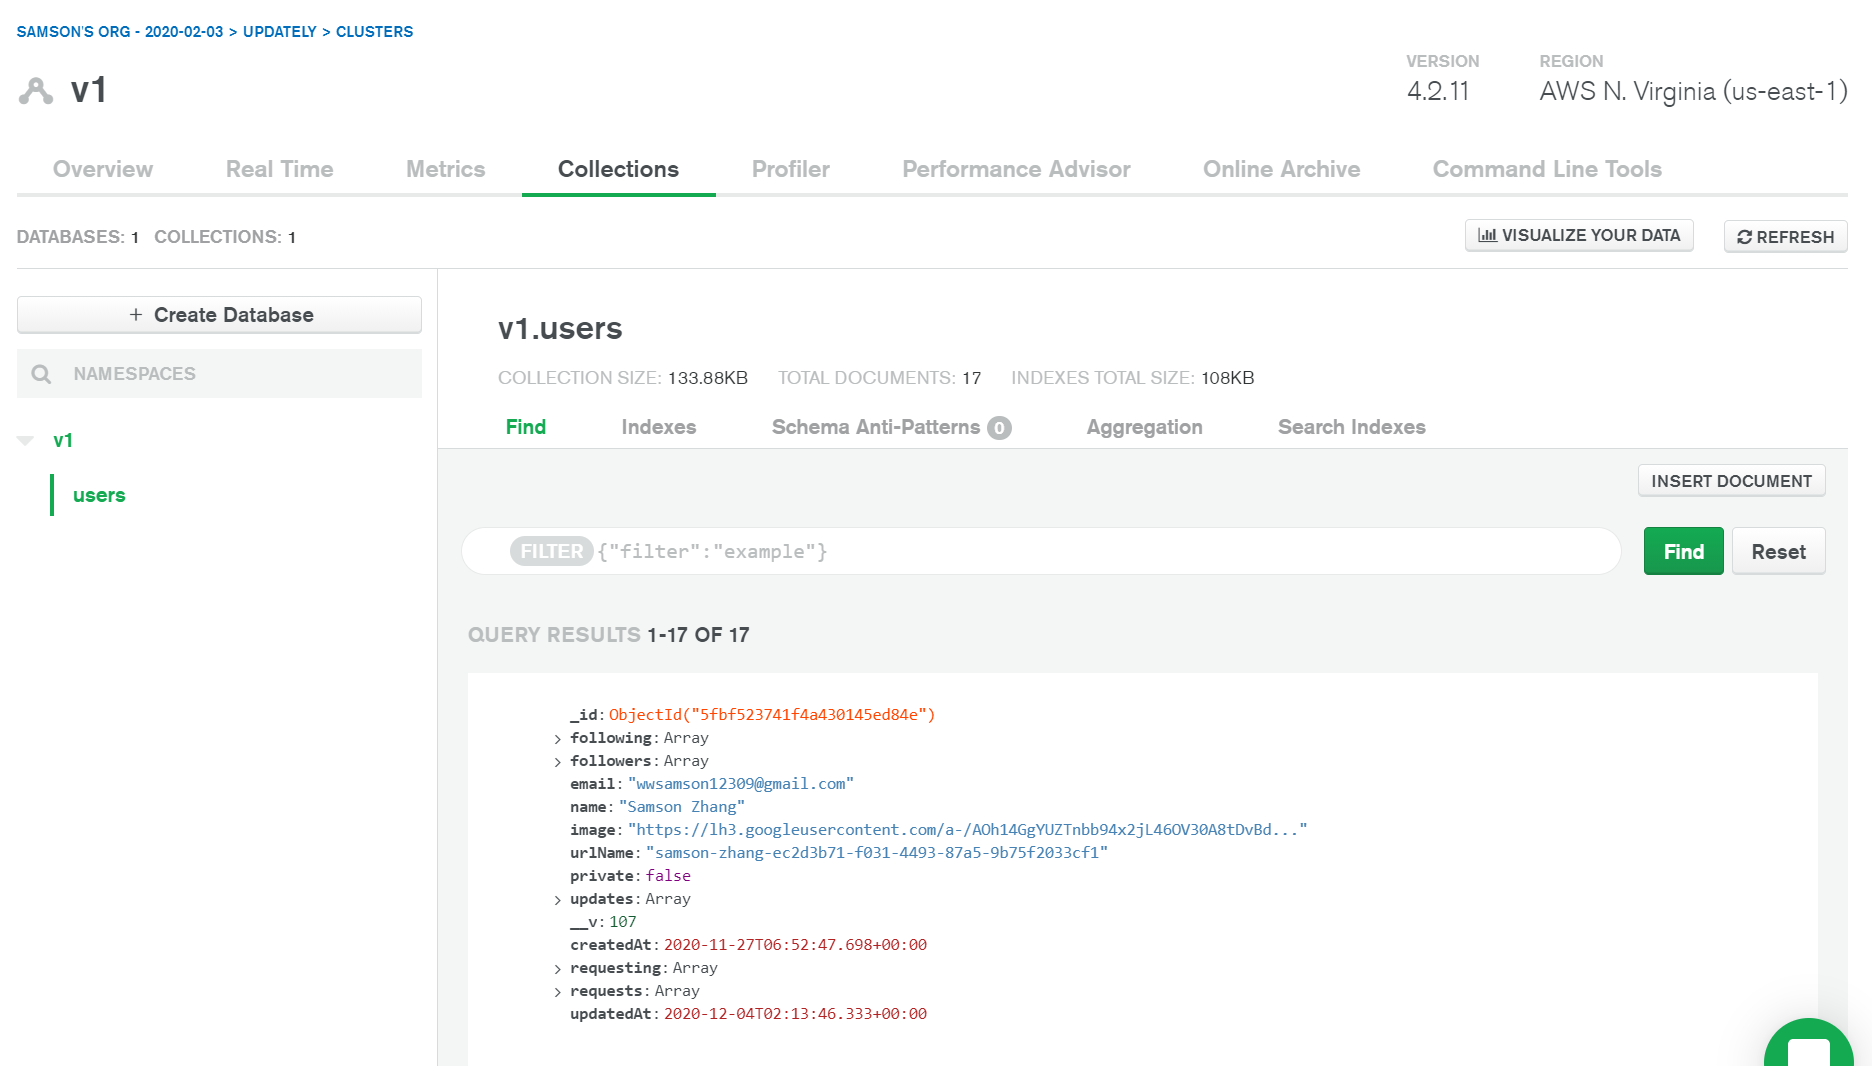 SAMSON'S ORG - 2020-02-03 > UPDATELY > CLUSTERS
v1
VERSION
4.2.11
REGION
AWS N. Virginia (us-east-1)
Overview Real Time Metrics Collections Profiler Performance Advisor Online Archive Command Line Tools
DATABASES: 1 COLLECTIONS: 1
VISUALIZE YOUR DATA
REFRESH
+ Create Database
NAMESPACES
v1
users
v1.users
COLLECTION SIZE: 133.88KB TOTAL DOCUMENTS: 17 INDEXES TOTAL SIZE: 108KB
Find Indexes Schema Anti-Patterns 0 Aggregation Search Indexes
INSERT DOCUMENT
FILTER {"filter":"example"}
Find
Reset
QUERY RESULTS 1-17 OF 17
_id: ObjectId("5fbf523741f4a430145ed84e")
> following: Array
> followers: Array
email: "wwsamson12309@gmail.com"
name: "Samson Zhang"
image: "https://lh3.googleusercontent.com/a-/AOh14GgYUZTnbb94x2jL46OV30A8tDvBd..."
urlName: "samson-zhang-ec2d3b71-f031-4493-87a5-9b75f2033cf1"
private: false
> updates: Array
__v: 107
createdAt: 2020-11-27T06:52:47.698+00:00
> requesting: Array
> requests: Array
updatedAt: 2020-12-04T02:13:46.333+00:00